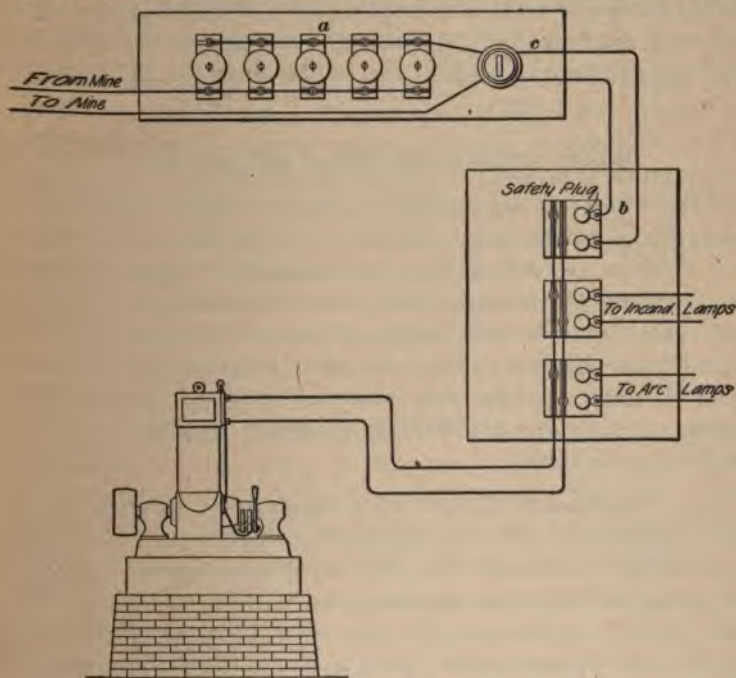 a
c
From Mine
To Mine
Safety Plug
b
To Incand. Lamps
To Arc Lamps